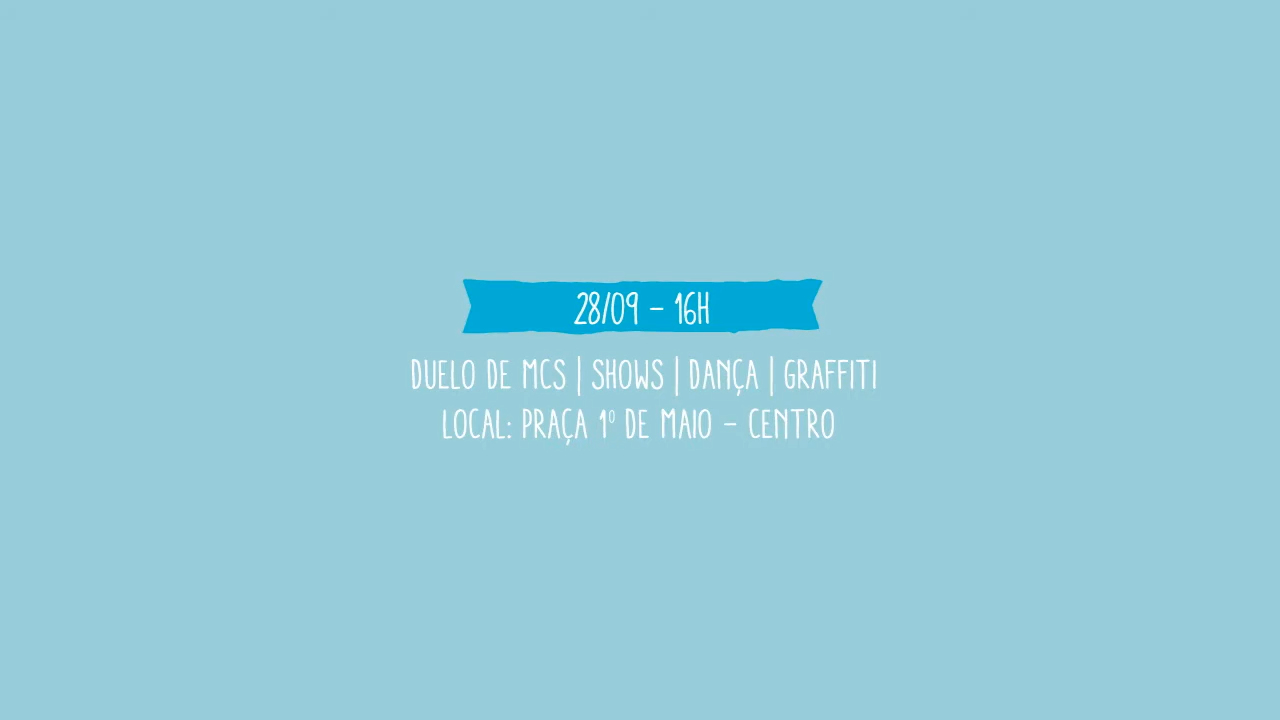 28/09 - 16H
DUELO DE MCS | SHOWS | DANÇA | GRAFFITI
LOCAL: PRAÇA 1º DE MAIO - CENTRO